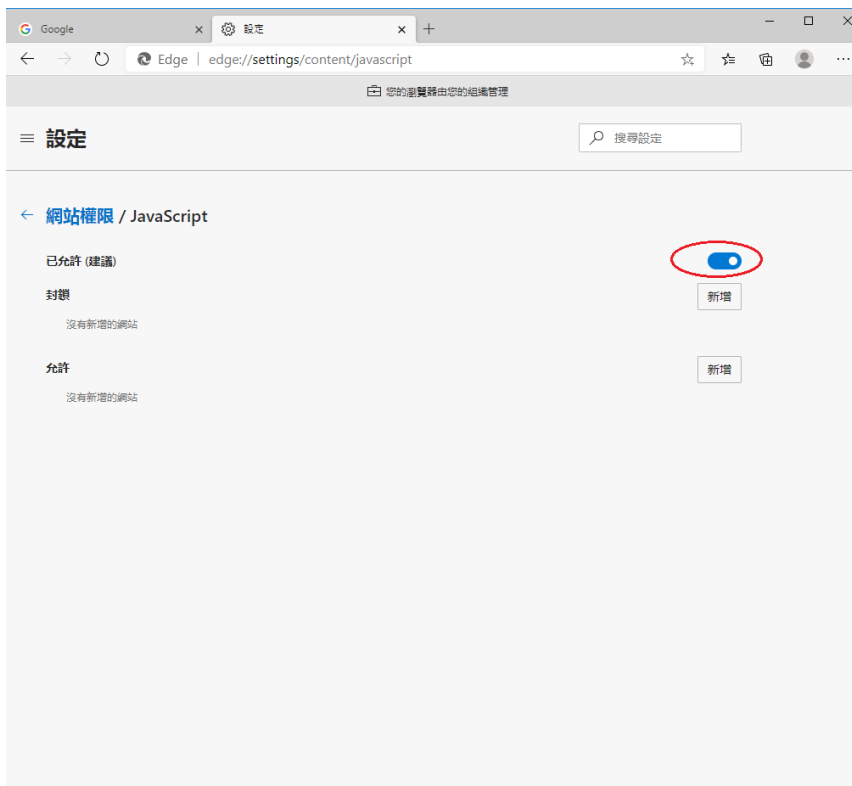 Google
設定
Edge | edge://settings/content/javascript
您的瀏覽器由您的組織管理
設定
搜尋設定
網站權限 / JavaScript
已允許 (建議)
封鎖
新增
沒有新增的網站
允許
新增
沒有新增的網站